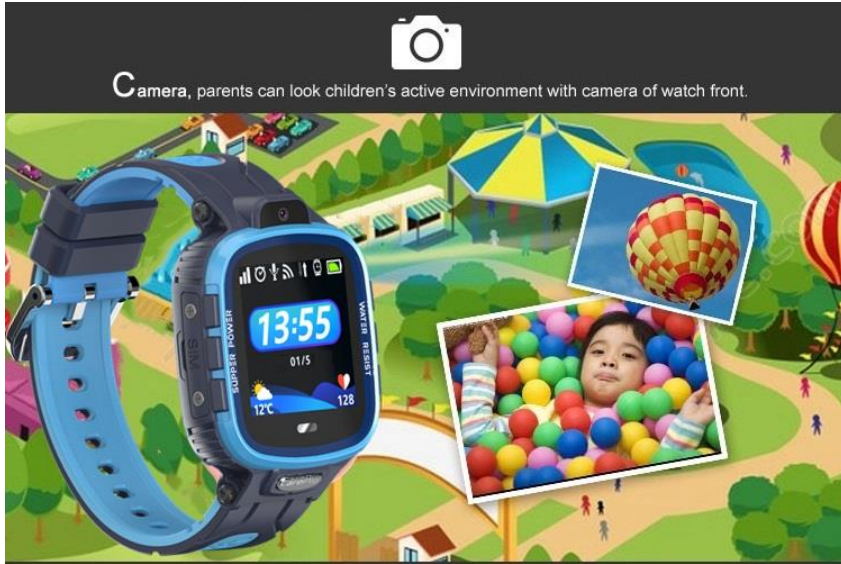 Camera, parents can look children's active environment with camera of watch front.
13:55
01/5
12°C
128
SUPPER POWER
WATER RESIST
SIM